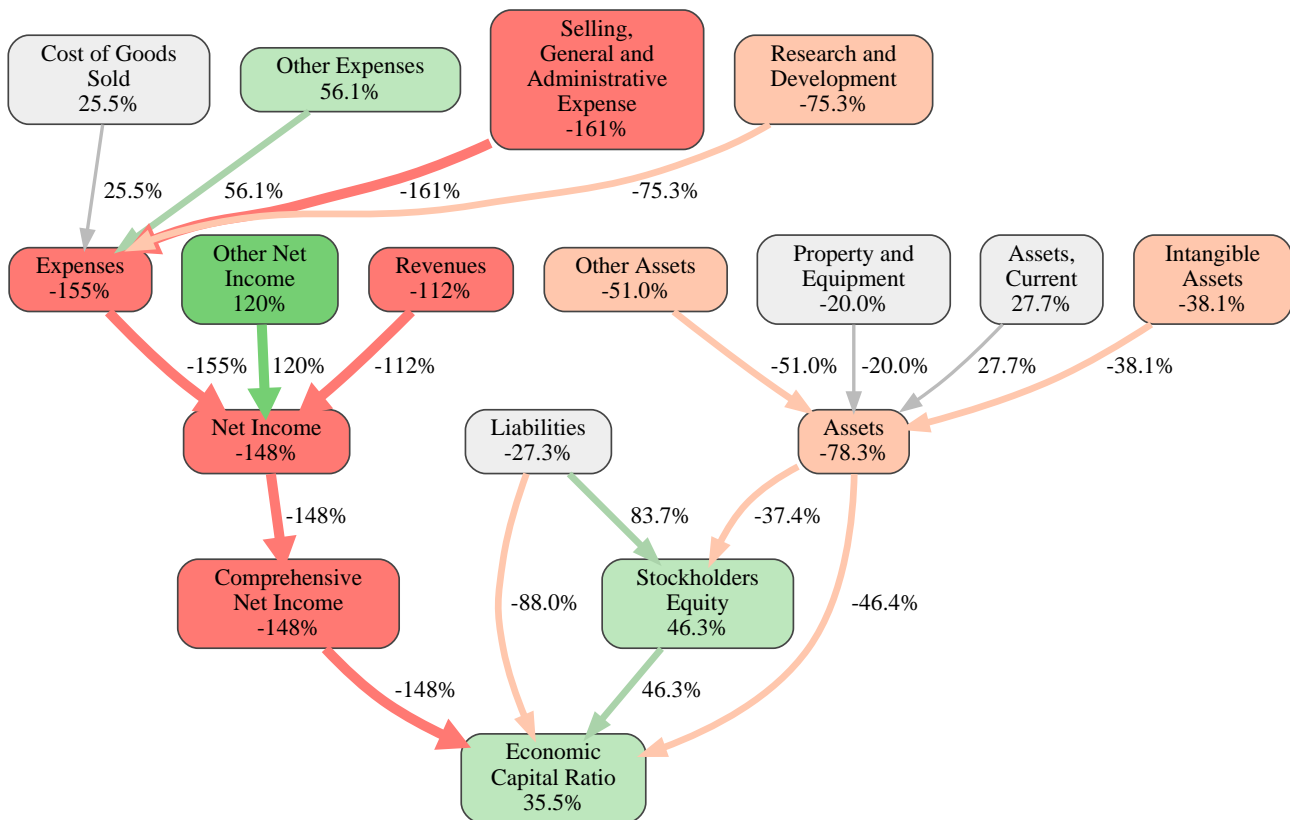 Cost of Goods
Sold
25.5%
Other Expenses
56.1%
Selling,
General and
Administrative
Expense
-161%
Research and
Development
-75.3%
25.5%
56.1%
-161%
-75.3%
Expenses
-155%
Other Net
Income
120%
Revenues
-112%
Other Assets
-51.0%
Property and
Equipment
-20.0%
Assets,
Current
27.7%
Intangible
Assets
-38.1%
-155%
120%
-112%
-51.0%
-20.0%
27.7%
-38.1%
Net Income
-148%
Liabilities
-27.3%
Assets
-78.3%
-148%
83.7%
-37.4%
Comprehensive
Net Income
-148%
-88.0%
Stockholders
Equity
46.3%
-46.4%
-148%
46.3%
Economic
Capital Ratio
35.5%